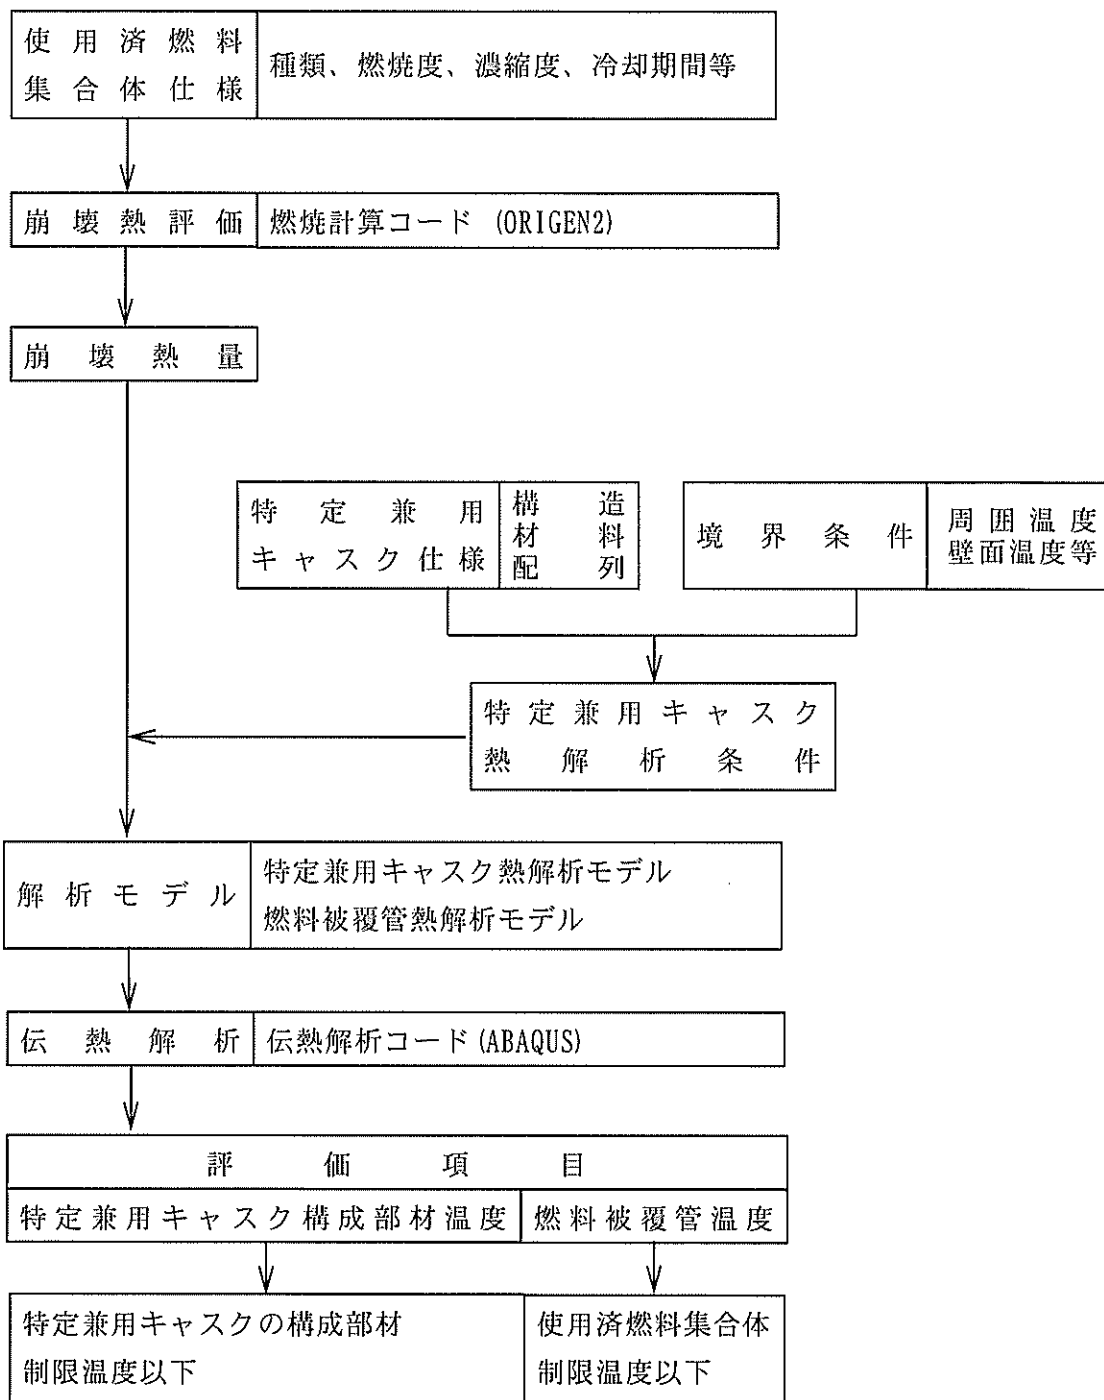 使用済燃料
集合体仕様
種類、燃焼度、濃縮度、冷却期間等
崩壊熱評価
燃焼計算コード (ORIGEN2)
崩壊熱量
特定兼用
キャスク仕様
構造
材料
配列
境界条件
周囲温度
壁面温度等
特定兼用キャスク
熱解析条件
解析モデル
特定兼用キャスク熱解析モデル
燃料被覆管熱解析モデル
伝熱解析
伝熱解析コード(ABAQUS)
評価項目
特定兼用キャスク構成部材温度
燃料被覆管温度
特定兼用キャスクの構成部材
制限温度以下
使用済燃料集合体
制限温度以下